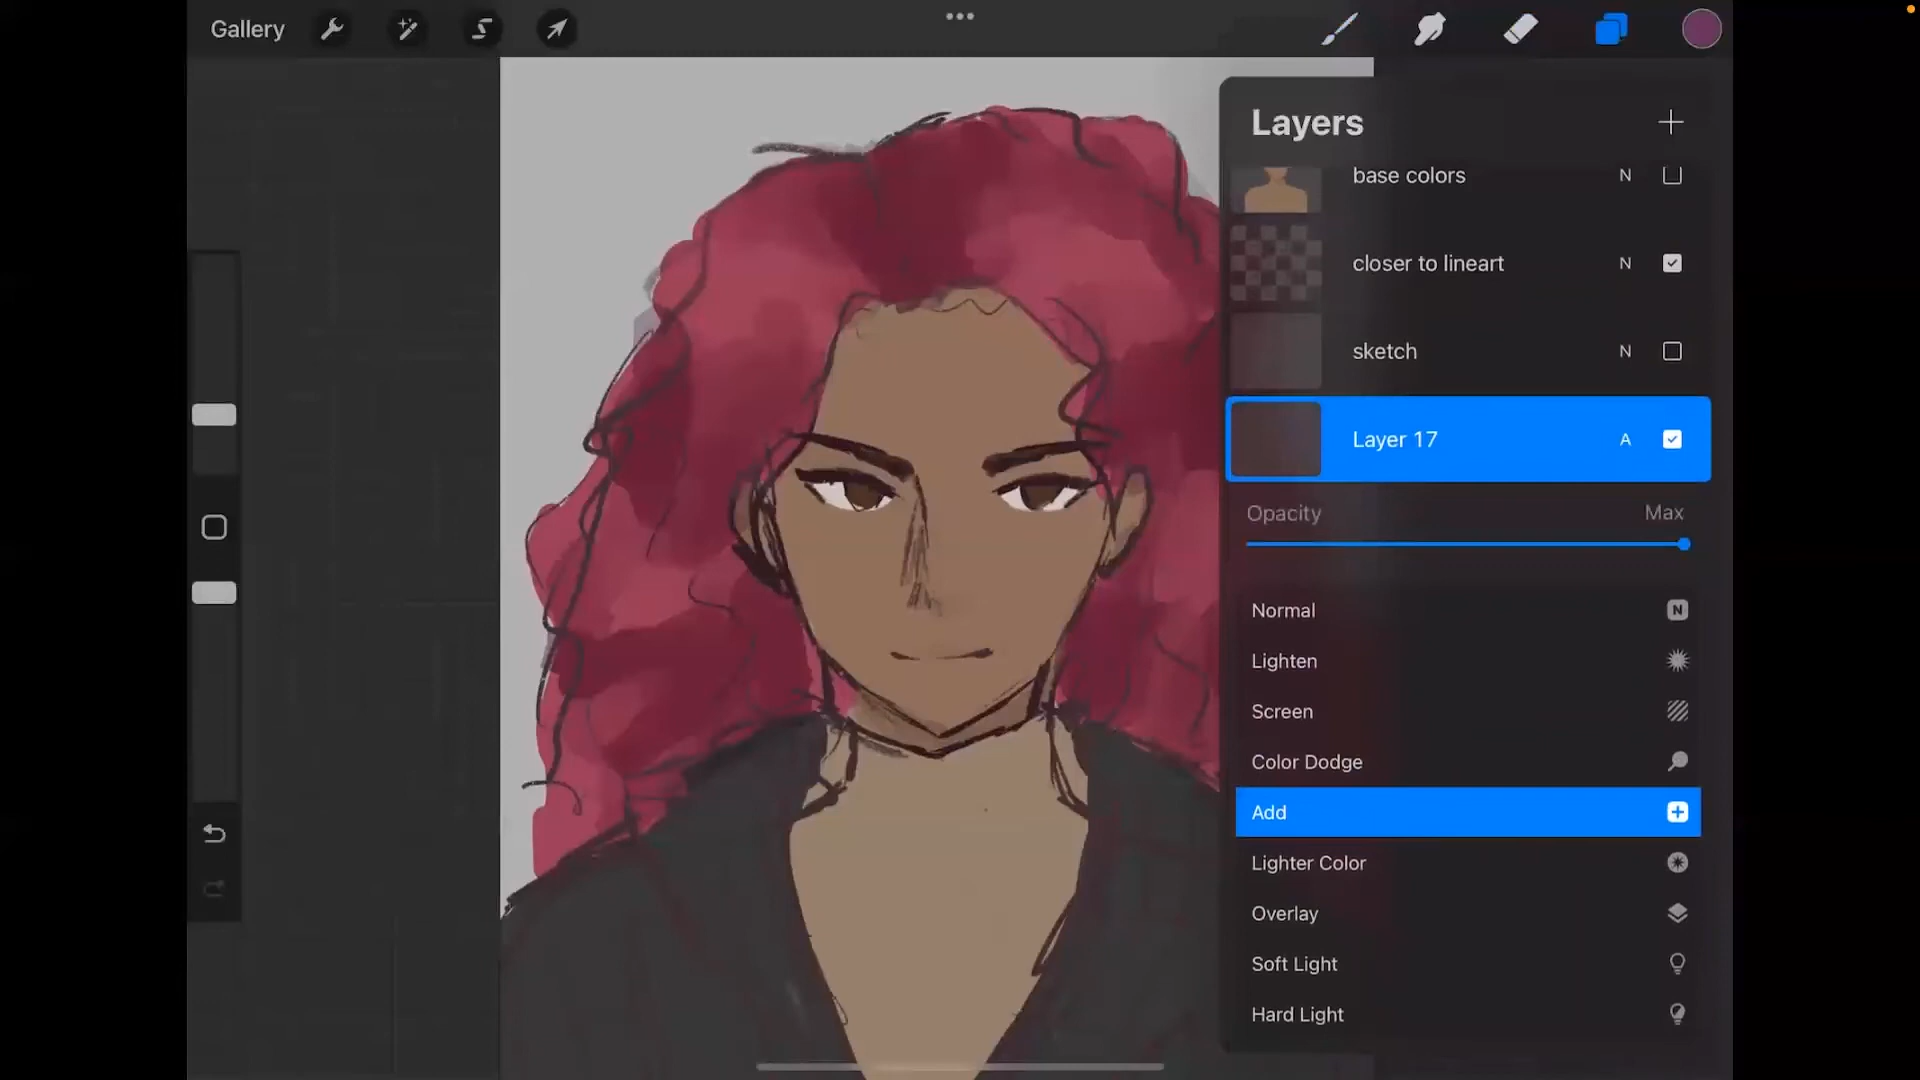 Gallery
Layers
base colors N
closer to lineart N
sketch N
Layer 17 A
Opacity Max
Normal N
Lighten
Screen
Color Dodge
Add
Lighter Color
Overlay
Soft Light
Hard Light